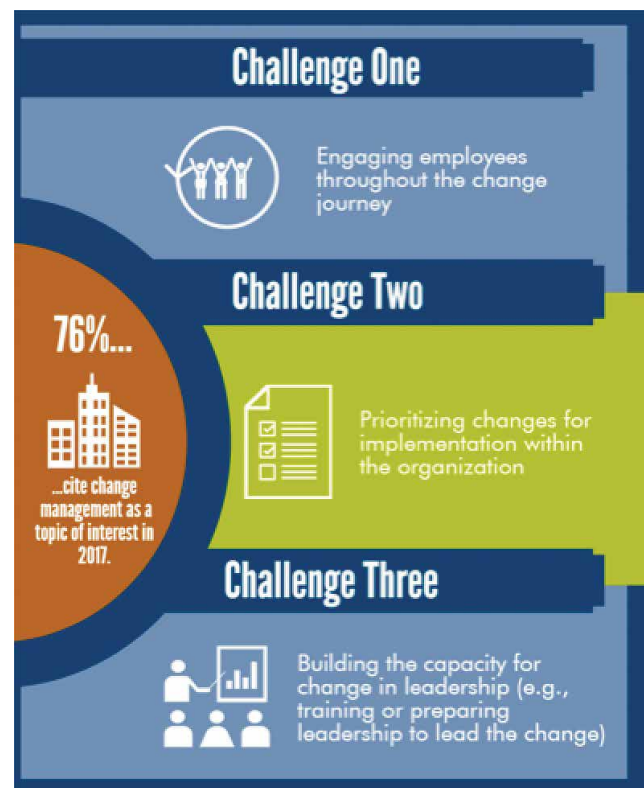 Challenge One
Engaging employees
throughout the change
journey
Challenge Two
76%...
...cite change
management as a
topic of interest in
2017.
Prioritizing changes for
implementation within
the organization
Challenge Three
Building the capacity for
change in leadership (e.g.,
training or preparing
leadership to lead the change)